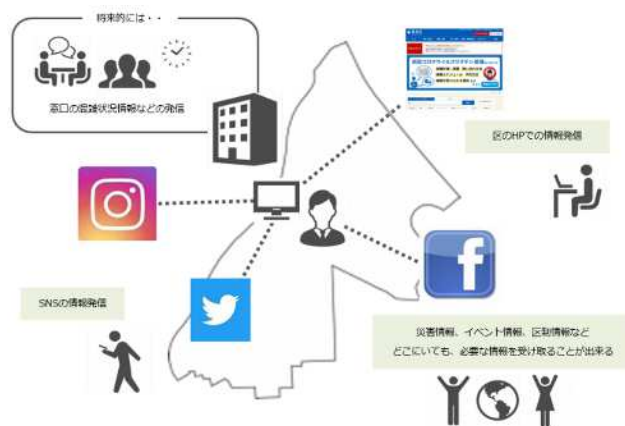 将来的には・・
窓口の混雑状況情報などの発信
区のHPでの情報発信
SNSの情報発信
災害情報、イベント情報、区制情報など
どこにいても、必要な情報を受け取ることが出来る